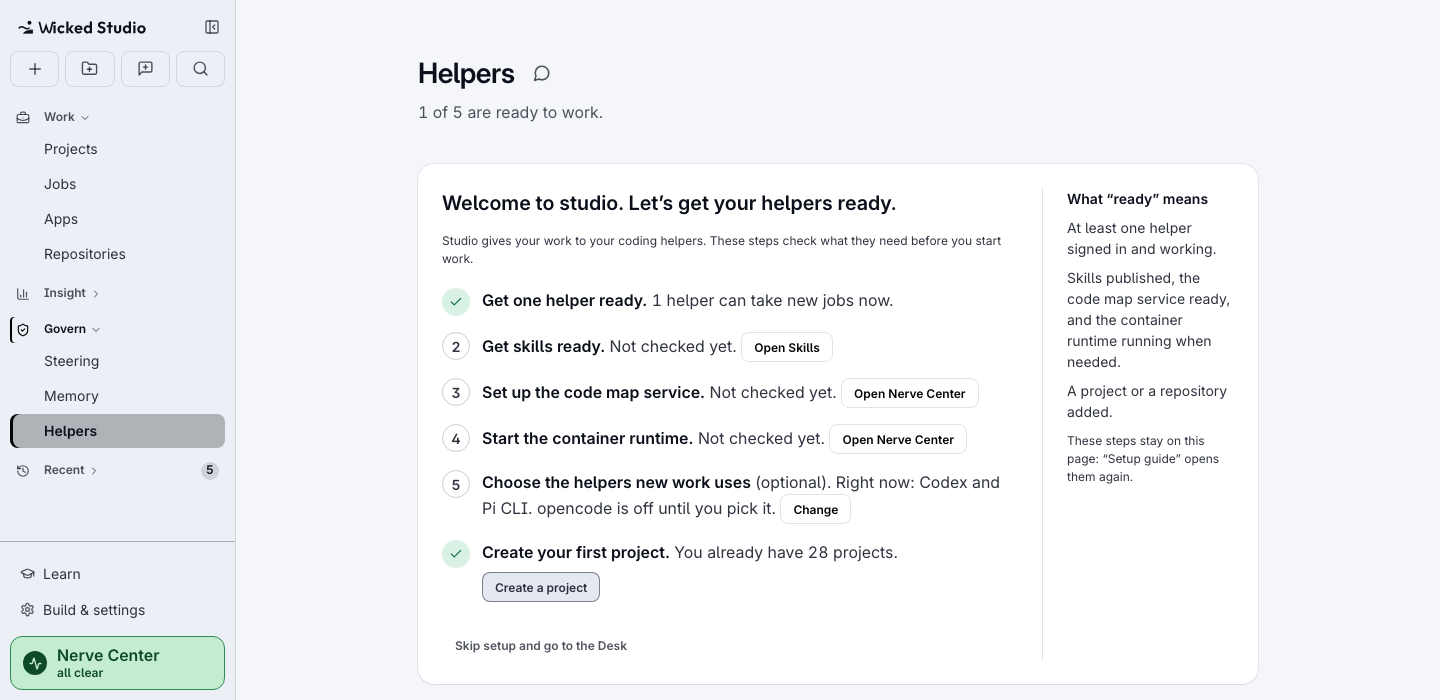 Wicked Studio
Work
Projects
Jobs
Apps
Repositories
Insight
Govern
Steering
Memory
Helpers
Recent 5
Learn
Build & settings
Nerve Center
all clear
Helpers
1 of 5 are ready to work.
Welcome to studio. Let’s get your helpers ready.
Studio gives your work to your coding helpers. These steps check what they need before you start
work.
Get one helper ready. 1 helper can take new jobs now.
2 Get skills ready. Not checked yet. Open Skills
3 Set up the code map service. Not checked yet. Open Nerve Center
4 Start the container runtime. Not checked yet. Open Nerve Center
5 Choose the helpers new work uses (optional). Right now: Codex and
Pi CLI. opencode is off until you pick it. Change
Create your first project. You already have 28 projects.
Create a project
Skip setup and go to the Desk
What “ready” means
At least one helper
signed in and working.
Skills published, the
code map service ready,
and the container
runtime running when
needed.
A project or a repository
added.
These steps stay on this
page: “Setup guide” opens
them again.